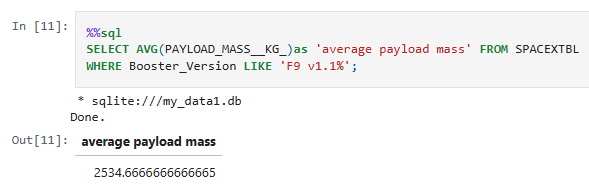 In [11]:
%%sql
SELECT AVG(PAYLOAD_MASS__KG_)as 'average payload mass' FROM SPACEXTBL
WHERE Booster_Version LIKE 'F9 v1.1%';
* sqlite:///my_data1.db
Done.
Out[11]:
average payload mass
2534.6666666666665